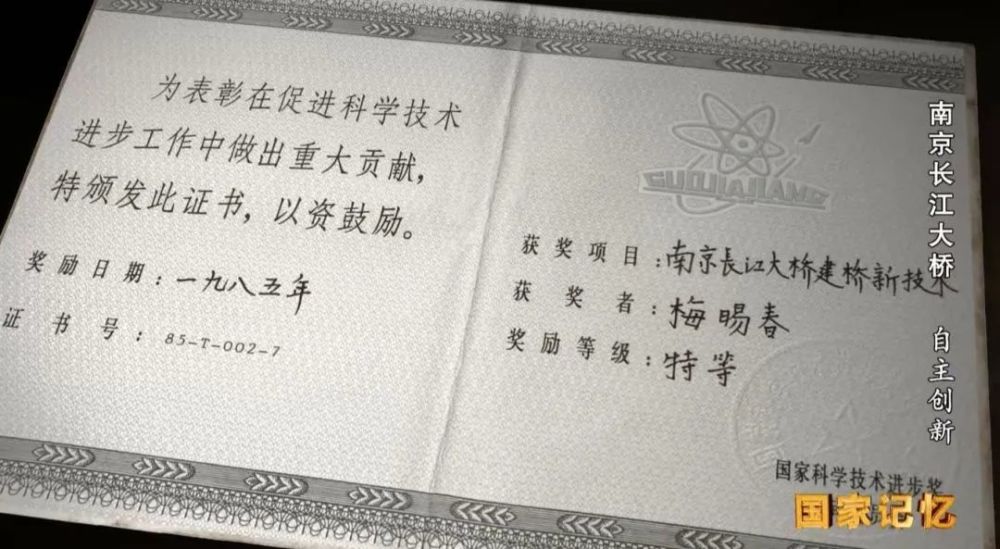 为表彰在促进科学技术
进步工作中做出重大贡献，
特颁发此证书，以资鼓励。
奖励日期：一九八五年
证书号：85-T-002-7
GUOJIAJIANG
获奖项目：南京長江大桥建桥新技术
获奖者：梅暘春
奖励等级：特等
国家科学技术进步奖
南京长江大桥 自主创新
国家记忆